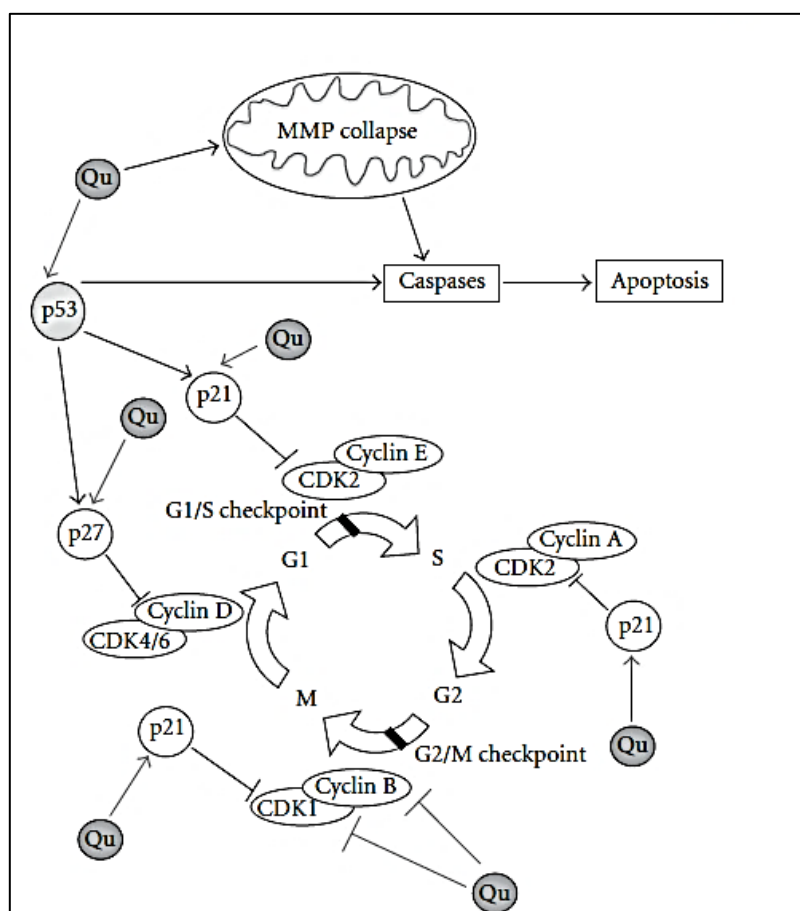 MMP collapse
Qu
Caspases
Apoptosis
p53
Qu
p21
Qu
Cyclin E
CDK2
G1/S checkpoint
p27
G1
S
Cyclin A
CDK2
Cyclin D
CDK4/6
p21
M
G2
p21
Qu
G2/M checkpoint
Cyclin B
CDK1
Qu
Qu